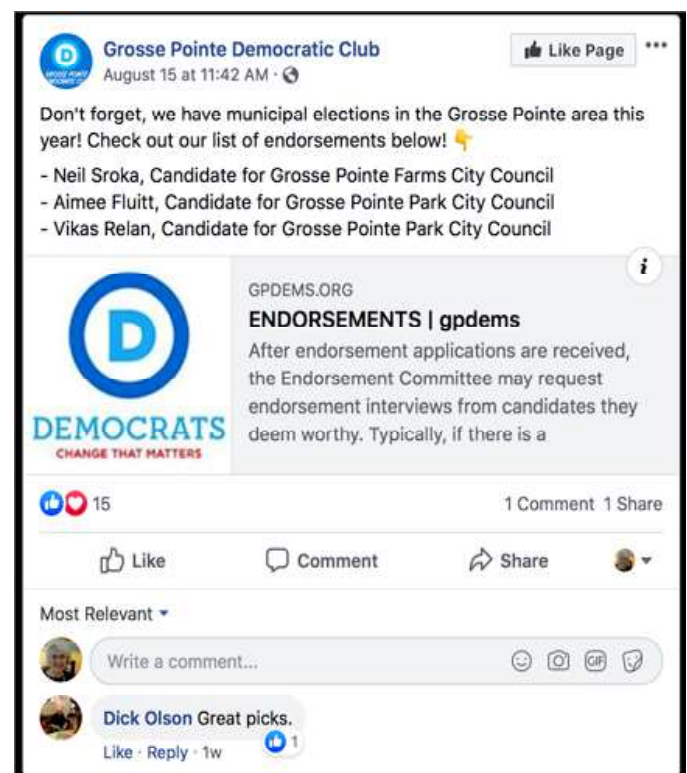 Grosse Pointe Democratic Club
Like Page
August 15 at 11:42 AM
Don't forget, we have municipal elections in the Grosse Pointe area this
year! Check out our list of endorsements below! 👇
- Neil Sroka, Candidate for Grosse Pointe Farms City Council
- Aimee Fluitt, Candidate for Grosse Pointe Park City Council
- Vikas Relan, Candidate for Grosse Pointe Park City Council
D
DEMOCRATS
CHANGE THAT MATTERS
GPDEMS.ORG
ENDORSEMENTS | gpdems
After endorsement applications are received,
the Endorsement Committee may request
endorsement interviews from candidates they
deem worthy. Typically, if there is a
15
1 Comment 1 Share
Like Comment Share
Most Relevant
Write a comment...
GIF
Dick Olson Great picks.
1
Like · Reply · 1w